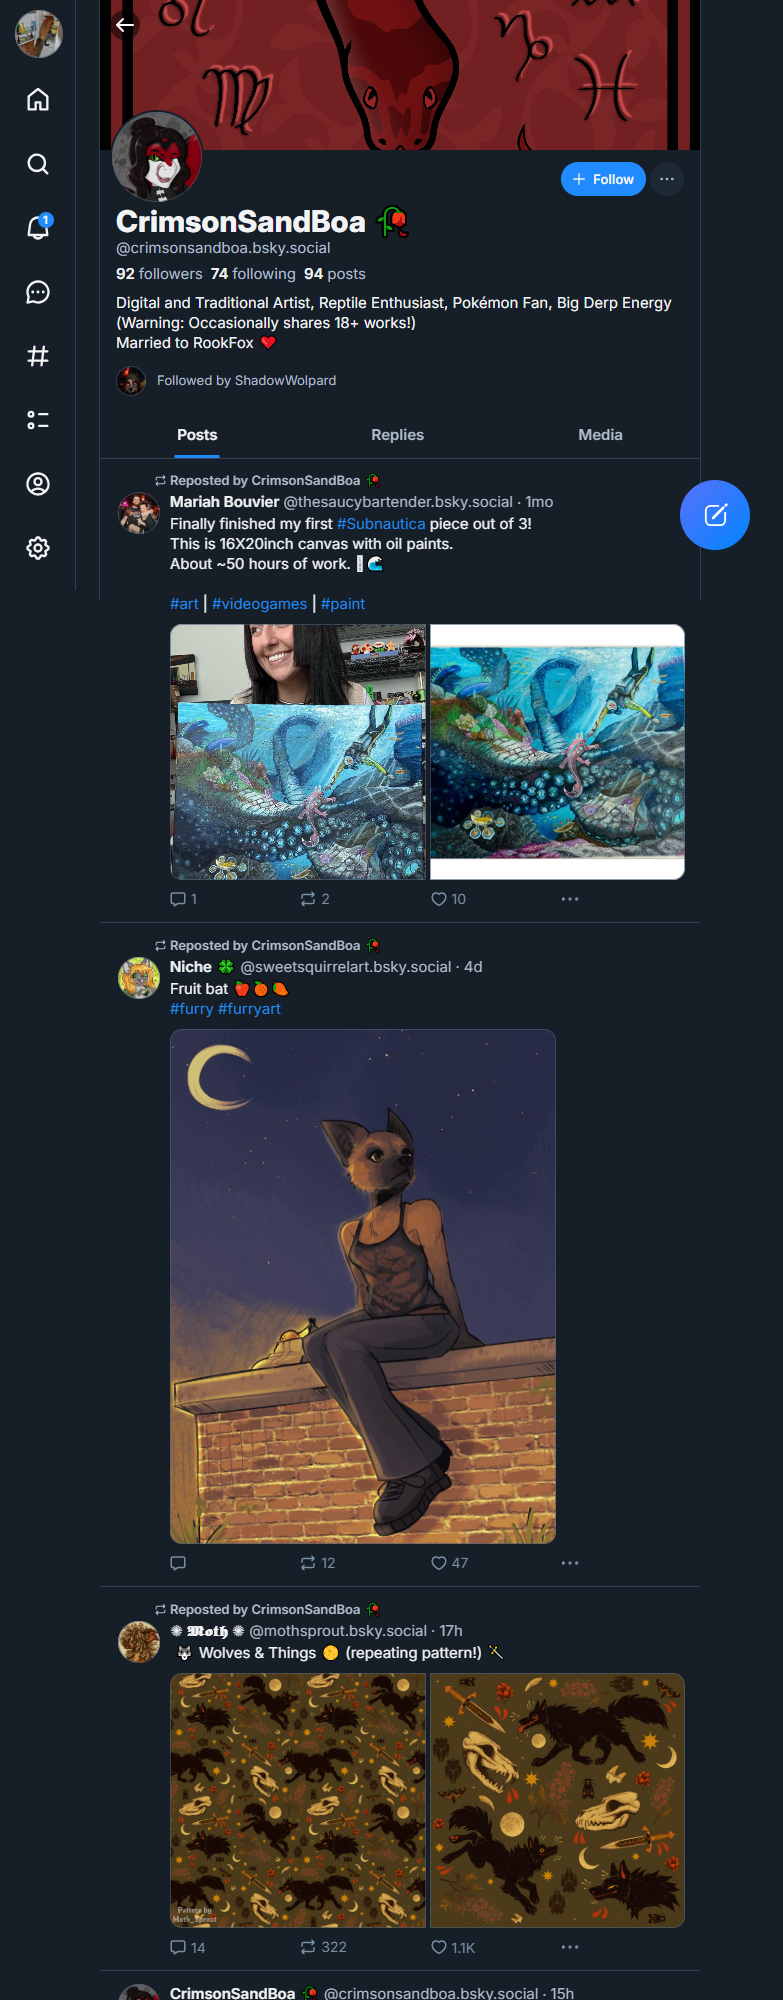 CrimsonSandBoa
@crimsonsandboa.bsky.social
+ Follow
92 followers 74 following 94 posts
Digital and Traditional Artist, Reptile Enthusiast, Pokémon Fan, Big Derp Energy
(Warning: Occasionally shares 18+ works!)
Married to RookFox ❤️
Followed by ShadowWolpard
Posts Replies Media
1
Reposted by CrimsonSandBoa
Mariah Bouvier @thesaucybartender.bsky.social · 1mo
Finally finished my first #Subnautica piece out of 3!
This is 16X20inch canvas with oil paints.
About ~50 hours of work. 🌊
#art | #videogames | #paint
1 2 10
Reposted by CrimsonSandBoa
Niche 🍀 @sweetsquirrelart.bsky.social · 4d
Fruit bat 🍎🍊🥭
#furry #furryart
12 47
Reposted by CrimsonSandBoa
✺ 𝕸𝖔𝖙𝖍 ✺ @mothsprout.bsky.social · 17h
🐺 Wolves & Things 🌕 (repeating pattern!)
Pattern by
Moth_Sprout
14 322 1.1K
CrimsonSandBoa @crimsonsandboa.bsky.social · 15h